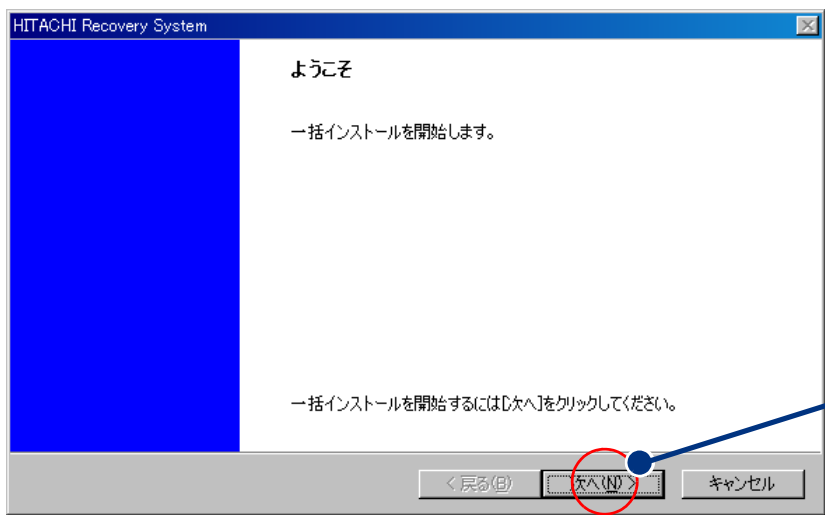 HITACHI Recovery System
ようこそ
一括インストールを開始します。
一括インストールを開始するには[次へ]をクリックしてください。
< 戻る(B)
次へ(N) >
キャンセル